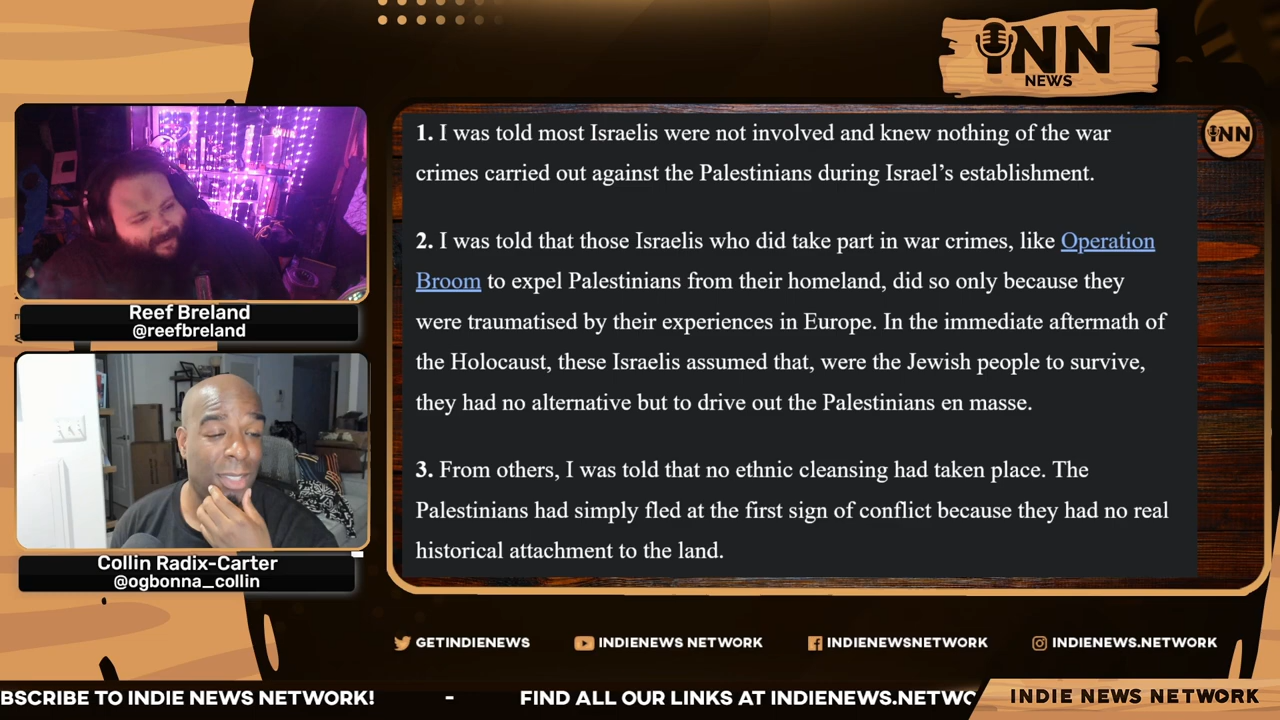 iNN
NEWS
1. I was told most Israelis were not involved and knew nothing of the war
crimes carried out against the Palestinians during Israel’s establishment.
2. I was told that those Israelis who did take part in war crimes, like Operation
Broom to expel Palestinians from their homeland, did so only because they
were traumatised by their experiences in Europe. In the immediate aftermath of
the Holocaust, these Israelis assumed that, were the Jewish people to survive,
they had no alternative but to drive out the Palestinians en masse.
3. From others, I was told that no ethnic cleansing had taken place. The
Palestinians had simply fled at the first sign of conflict because they had no real
historical attachment to the land.
iNN
Reef Breland
@reefbreland
Collin Radix-Carter
@ogbonna_collin
GETINDIENEWS
INDIENEWS NETWORK
INDIENEWSNETWORK
INDIENEWS.NETWORK
BSCRIBE TO INDIE NEWS NETWORK! - FIND ALL OUR LINKS AT INDIENEWS.NETWO
INDIE NEWS NETWORK